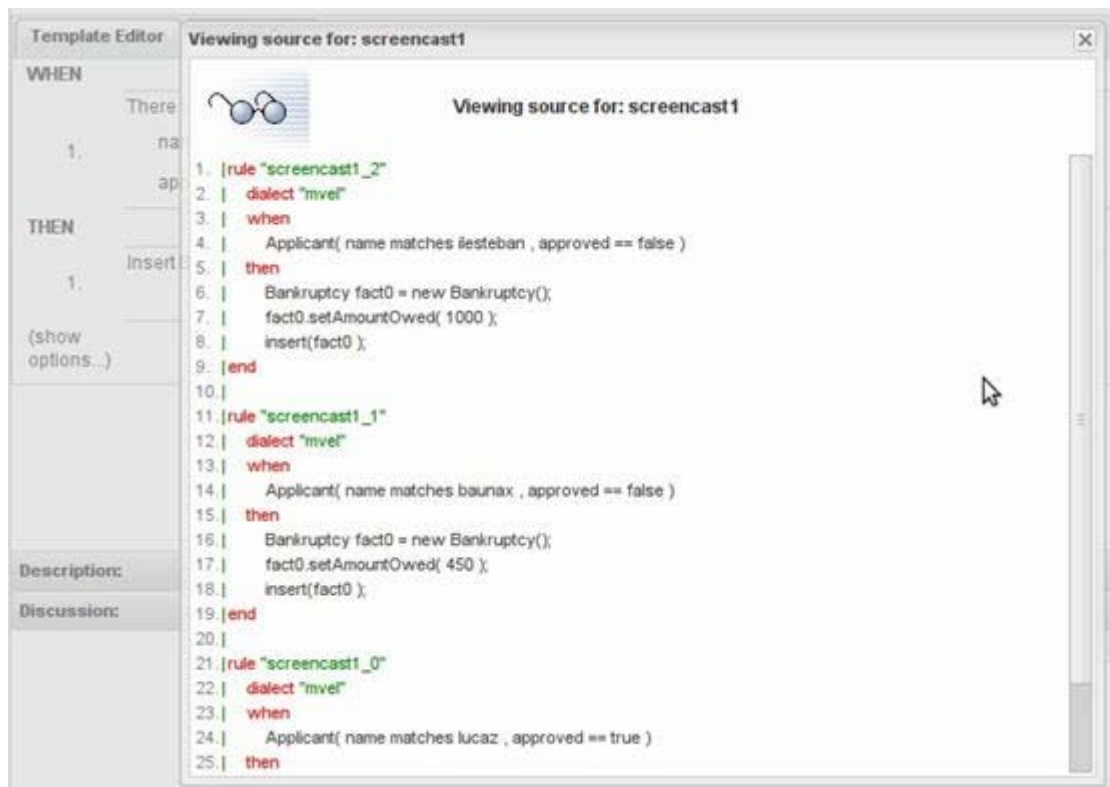 Template Editor
Viewing source for: screencast1
WHEN
There
1.
na
ap
THEN
Insert
1.
(show
options...)
Description:
Discussion:
Viewing source for: screencast1
1. |rule "screencast1_2"
2. | dialect "mvel"
3. | when
4. | Applicant( name matches ilesteban , approved == false )
5. | then
6. | Bankruptcy fact0 = new Bankruptcy();
7. | fact0.setAmountOwed( 1000 );
8. | insert(fact0 );
9. |end
10.|
11.|rule "screencast1_1"
12.| dialect "mvel"
13.| when
14.| Applicant( name matches baunax , approved == false )
15.| then
16.| Bankruptcy fact0 = new Bankruptcy();
17.| fact0.setAmountOwed( 450 );
18.| insert(fact0 );
19.|end
20.|
21.|rule "screencast1_0"
22.| dialect "mvel"
23.| when
24.| Applicant( name matches lucaz , approved == true )
25.| then